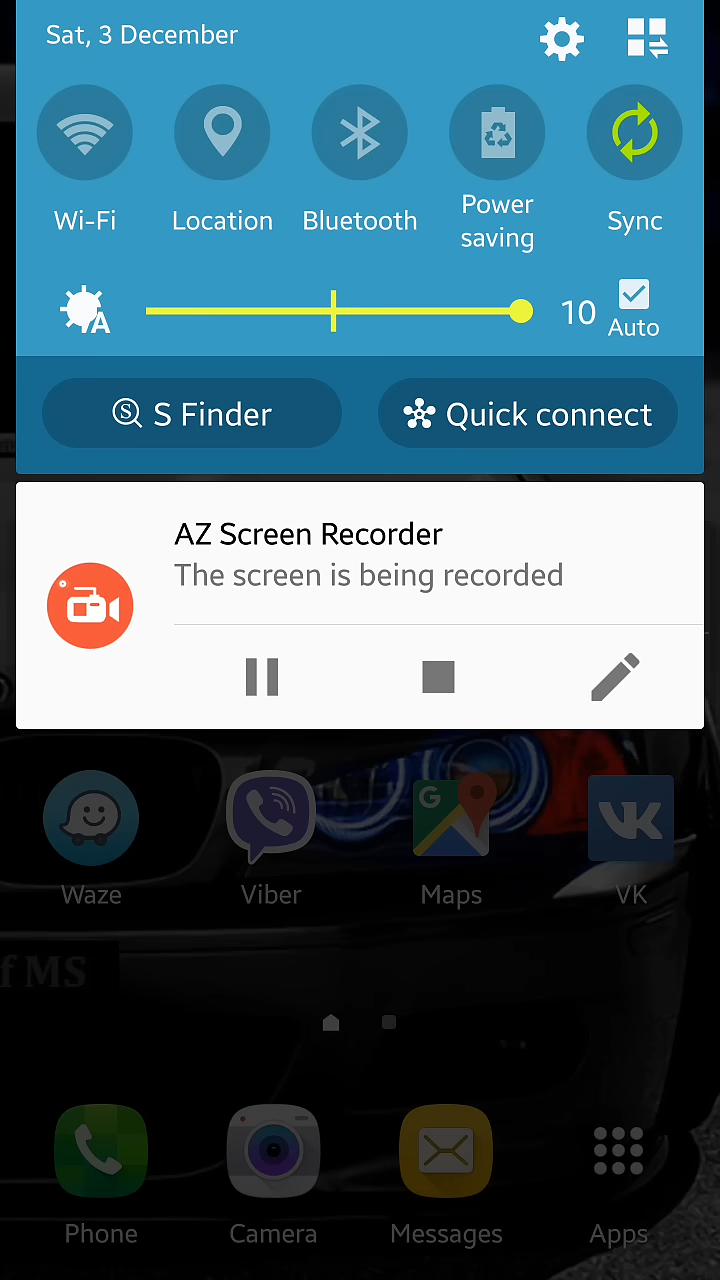 Sat, 3 December
Wi-Fi
Location
Bluetooth
Power
saving
Sync
A
10
Auto
S Finder
Quick connect
AZ Screen Recorder
The screen is being recorded
G
Waze
Viber
Maps
VK
f MS
Phone
Camera
Messages
Apps